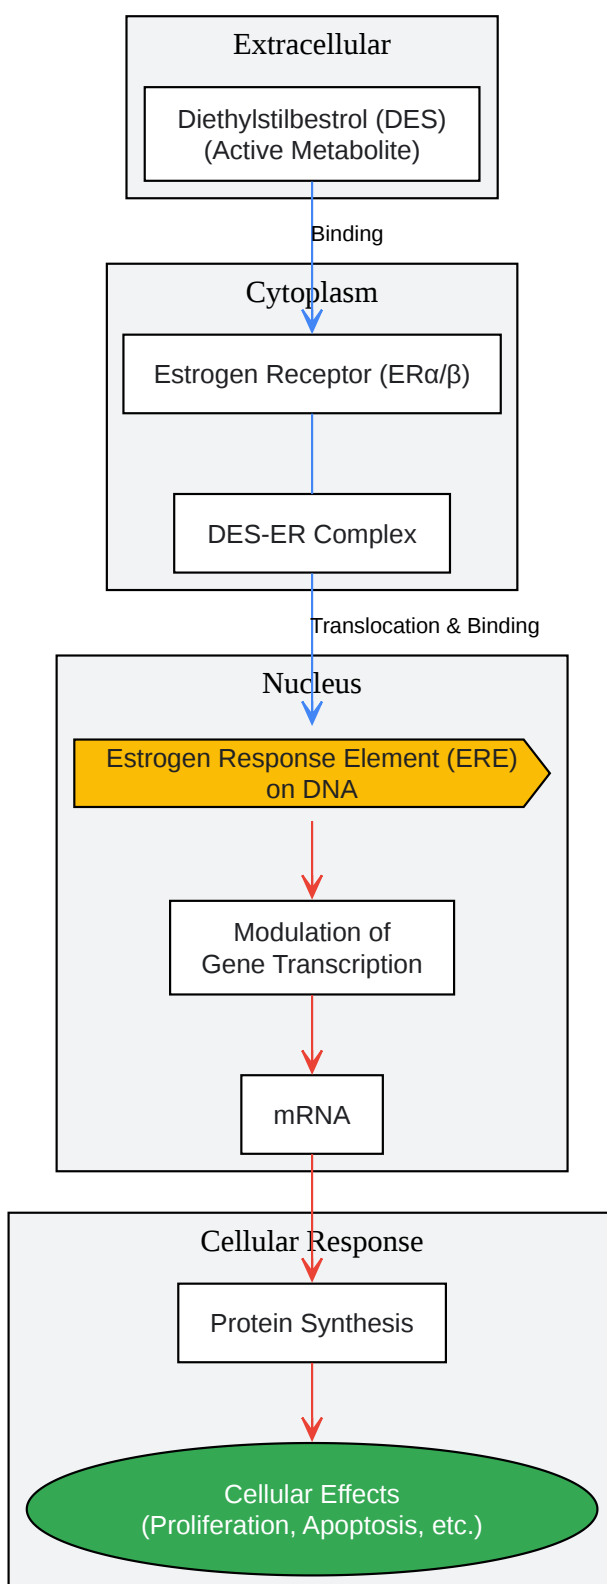 Extracellular
Diethylstilbestrol (DES)
(Active Metabolite)
Binding
Cytoplasm
Estrogen Receptor (ERα/β)
DES-ER Complex
Translocation & Binding
Nucleus
Estrogen Response Element (ERE)
on DNA
Modulation of
Gene Transcription
mRNA
Cellular Response
Protein Synthesis
Cellular Effects
(Proliferation, Apoptosis, etc.)